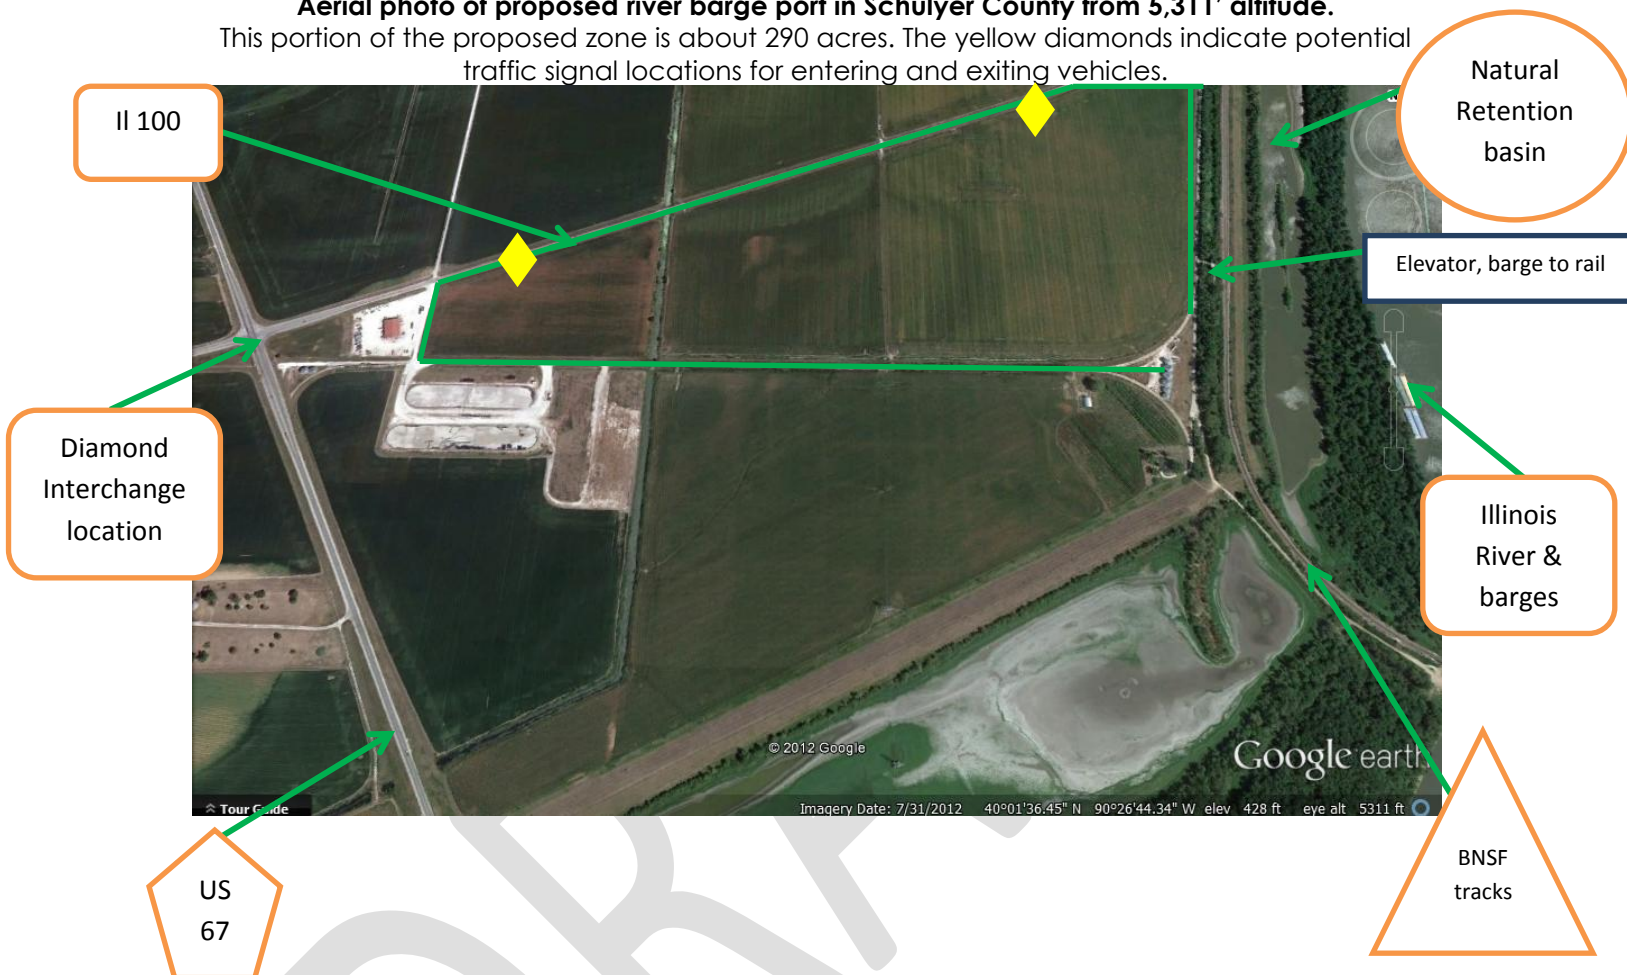 Aerial photo of proposed river barge port in Schulyer County from 5,311' altitude.
This portion of the proposed zone is about 290 acres. The yellow diamonds indicate potential
traffic signal locations for entering and exiting vehicles.
Il 100
Natural
Retention
basin
Elevator, barge to rail
Diamond
Interchange
location
Illinois
River &
barges
© 2012 Google
Google earth
Tour Guide
Imagery Date: 7/31/2012 40°01'36.45" N 90°26'44.34" W elev 428 ft eye alt 5311 ft
US
67
BNSF
tracks